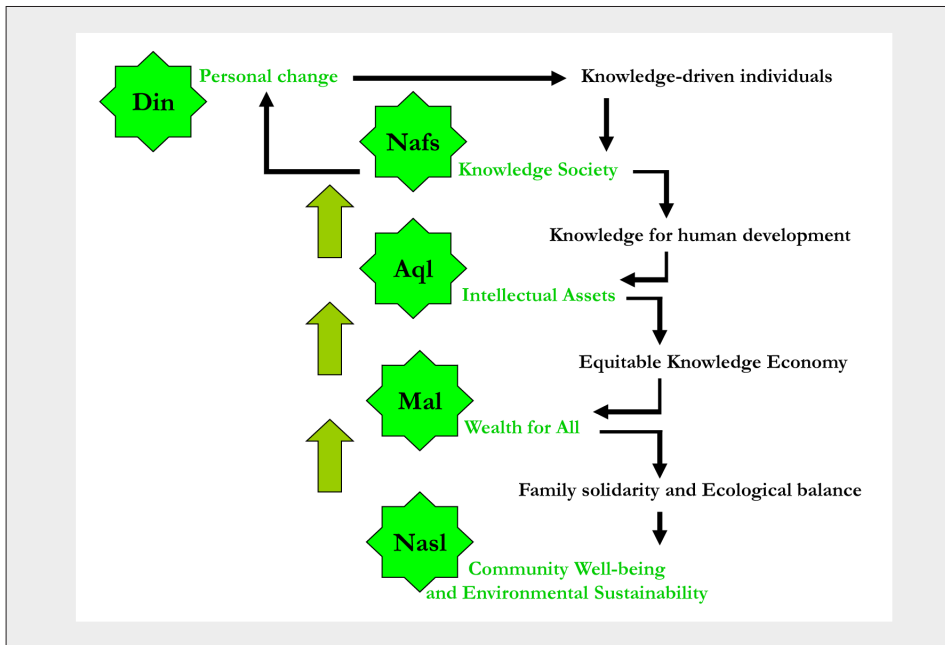 Din
Personal change
Knowledge-driven individuals
Nafs
Knowledge Society
Knowledge for human development
Aql
Intellectual Assets
Equitable Knowledge Economy
Mal
Wealth for All
Family solidarity and Ecological balance
Nasl
Community Well-being
and Environmental Sustainability